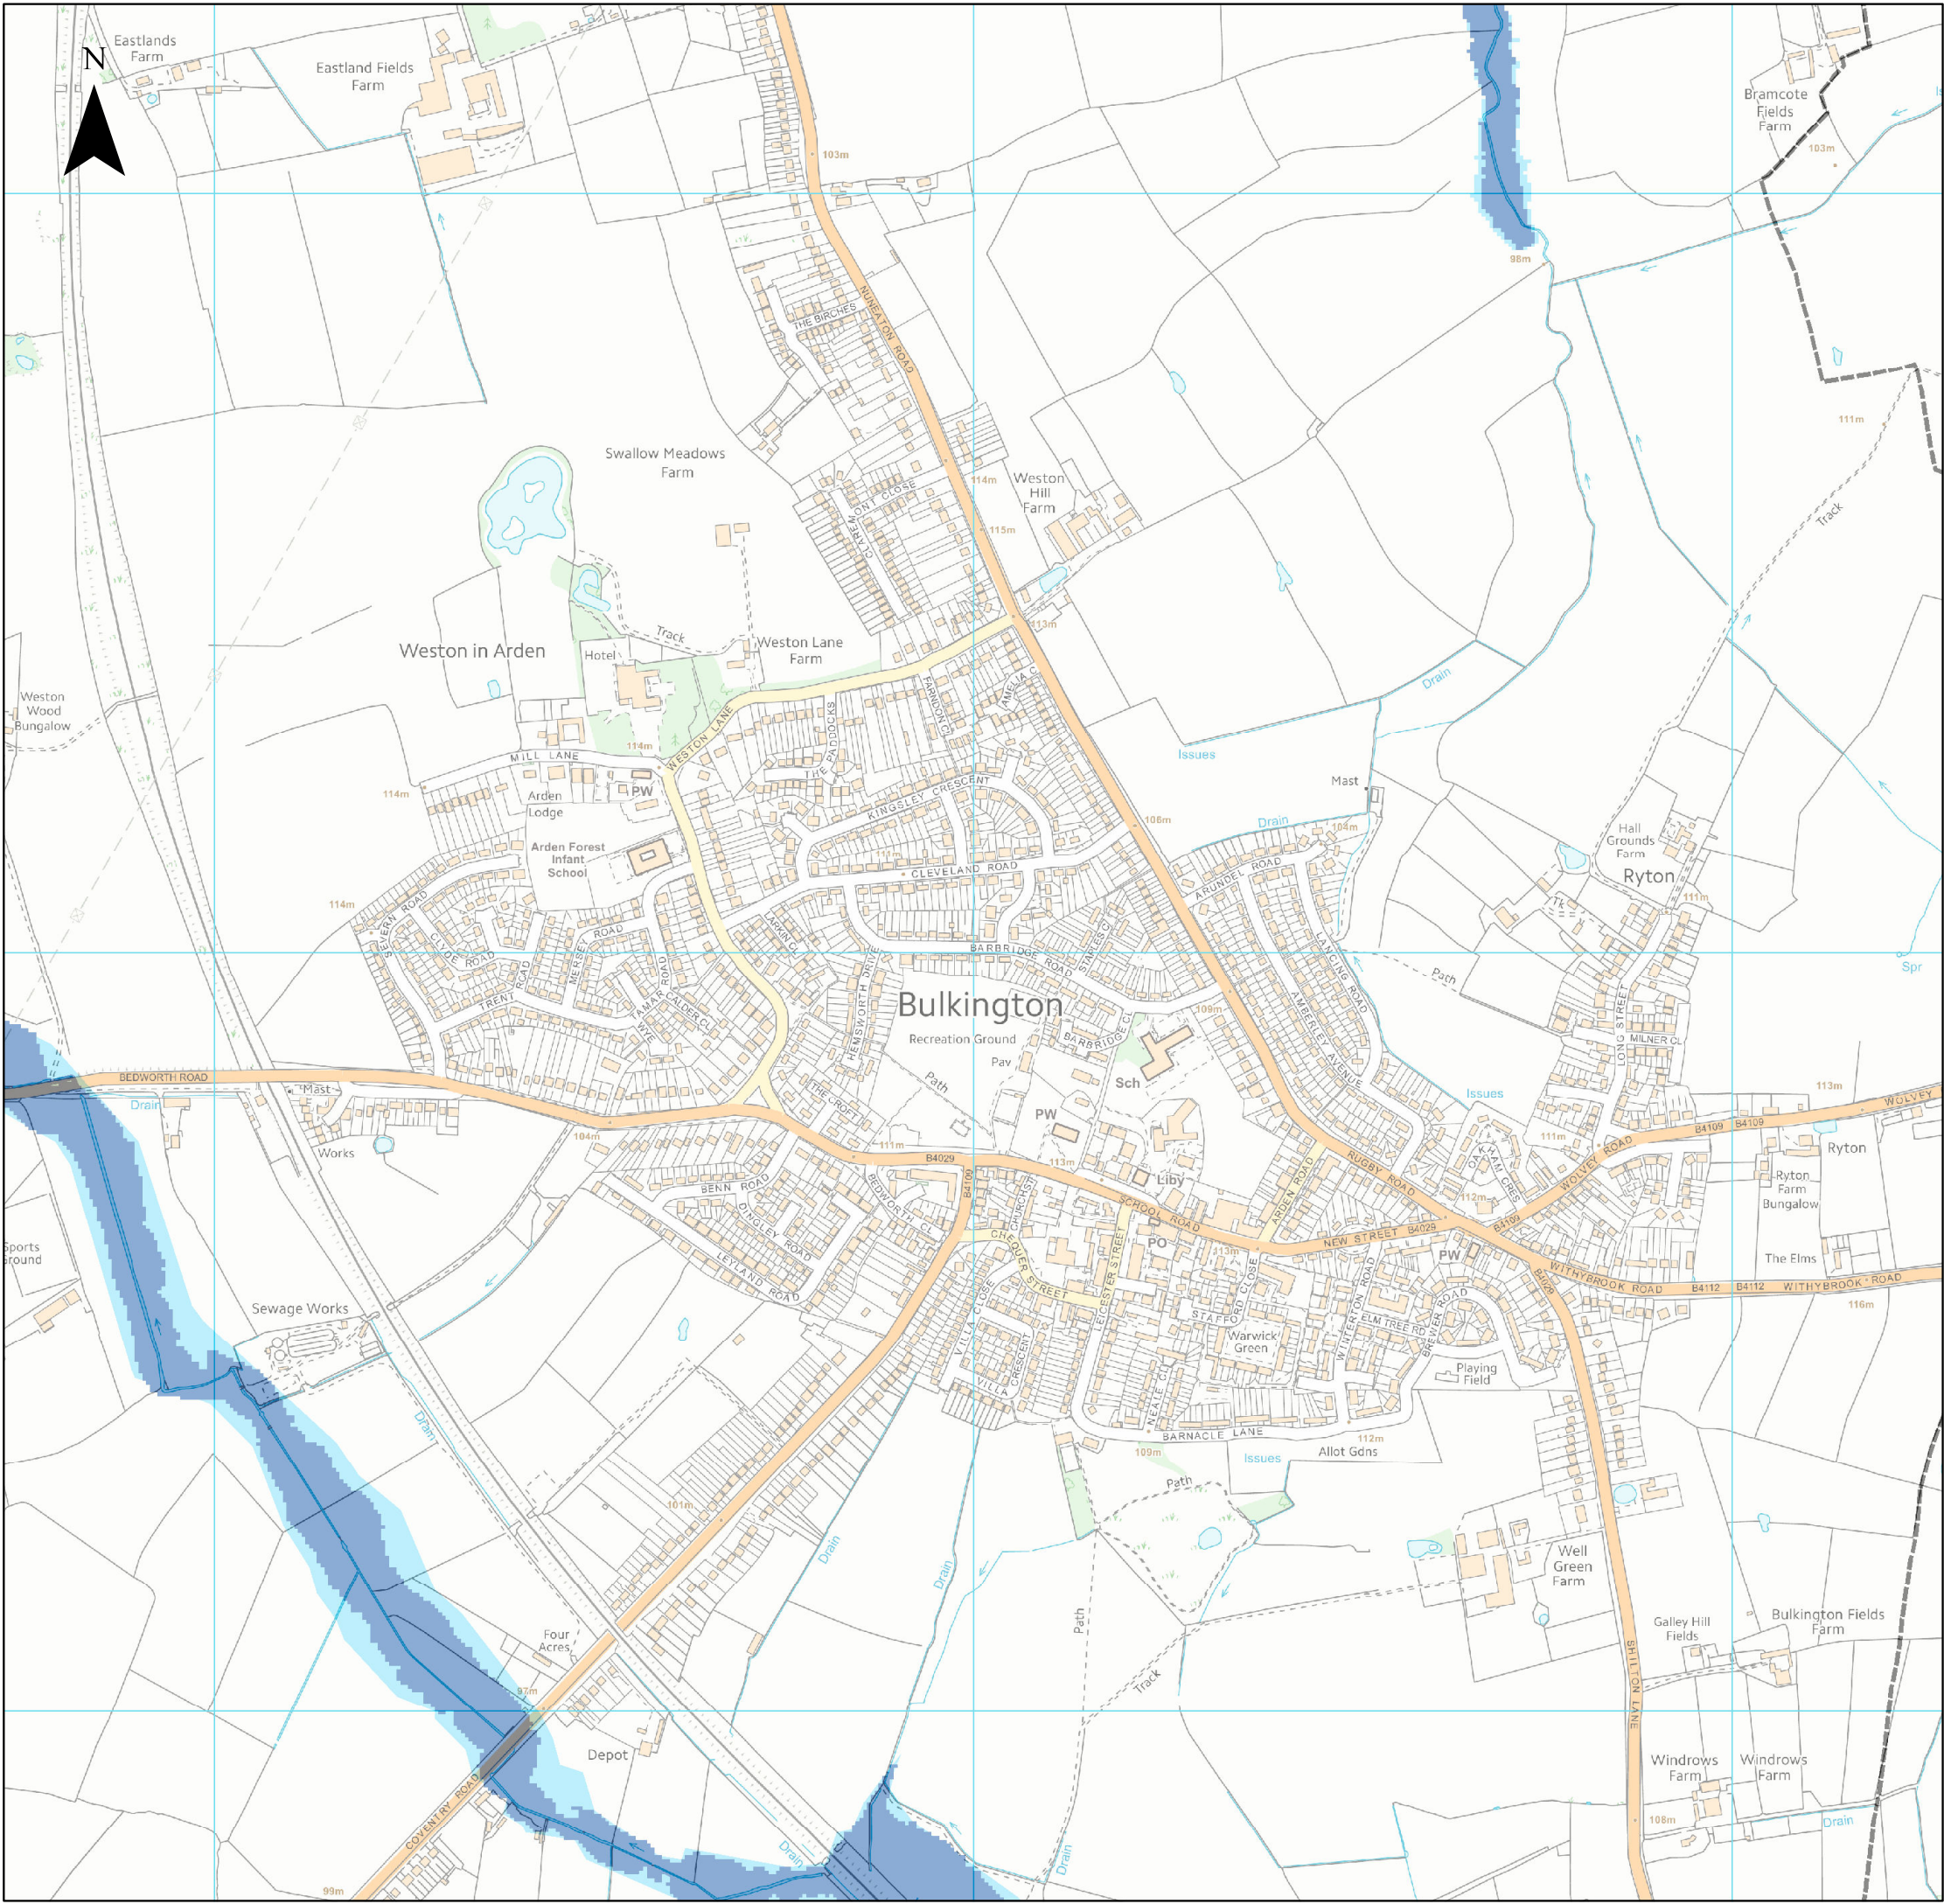 Eastlands
Farm
N
Eastland Fields
Farm
Bramcote
Fields
Farm
103m
103m
98m
THE BIRCHES
NUNEATON ROAD
111m
Swallow Meadows
Farm
114m
Weston
Hill
Farm
CLAREMONT CLOSE
115m
Track
113m
Track
Weston in Arden
Hotel
Weston Lane
Farm
Drain
Weston
Wood
Bungalow
FARNDON CL
AMELIA C
THE PADDOCKS
WESTON LANE
114m
MILL LANE
Issues
Mast
114m
Arden
Lodge
PW
KINGSLEY CRESCENT
108m
Drain
104m
Hall
Grounds
Farm
Arden Forest
Infant
School
111m
CLEVELAND ROAD
ARUNDEL ROAD
Ryton
114m
SEVERN ROAD
111m
Tk
CLYDE ROAD
MERSEY ROAD
LARKIN CL
BARBRIDGE ROAD
STAPLES CL
LANCING ROAD
Path
Spr
TRENT ROAD
TAMAR ROAD
CALDER CL
WYE
HEMSWORTH DRIVE
Bulkington
109m
AMBERLEY AVENUE
LONG STREET
Recreation Ground
BARBRIDGE CL
MILNER CL
Pav
Path
Sch
BEDWORTH ROAD
Mast
Drain
THE CROFT
Issues
113m
WOLVEY
104m
111m
PW
B4109
B4109
111m
Works
B4029
113m
Ryton
BENN ROAD
BEDWORTH CL
B4109
CHURCH ST
Liby
ARDEN ROAD
RUGBY ROAD
OAKHAM CRES
WOLVEY ROAD
Ryton
Farm
Bungalow
DINGLEY ROAD
SCHOOL ROAD
112m
B4109
Sports
Ground
LEYLAND ROAD
CHEQUER STREET
PO
113m
NEW STREET
B4029
PW
The Elms
LEICESTER STREET
B4029
WITHYBROOK ROAD
B4112
B4112
WITHYBROOK ROAD
116m
Sewage Works
VILLA CLOSE
STAFFORD CLOSE
WINTERTON ROAD
ELM TREE RD
BREWER ROAD
Warwick
Green
VILLA CRESCENT
NEALE CL
Playing
Field
Drain
BARNACLE LANE
112m
109m
Issues
Allot Gdns
Path
101m
Drain
Drain
Well
Green
Farm
Path
Four
Acres
Galley Hill
Fields
Bulkington Fields
Farm
97m
Track
SHILTON LANE
Depot
Windrows
Farm
Windrows
Farm
COVENTRY ROAD
108m
Drain
Drain
Drain
99m